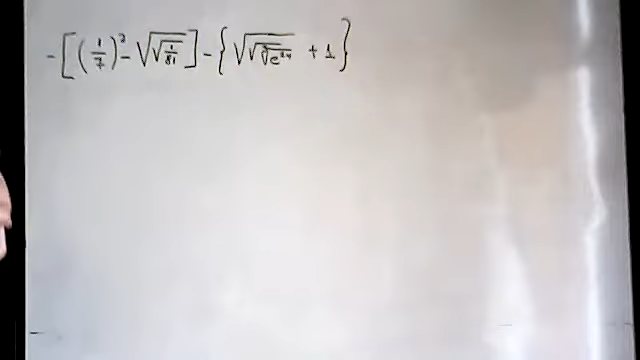 -[(1/7)² - √√(1/81)] - {√√∛e²⁴ + 1}